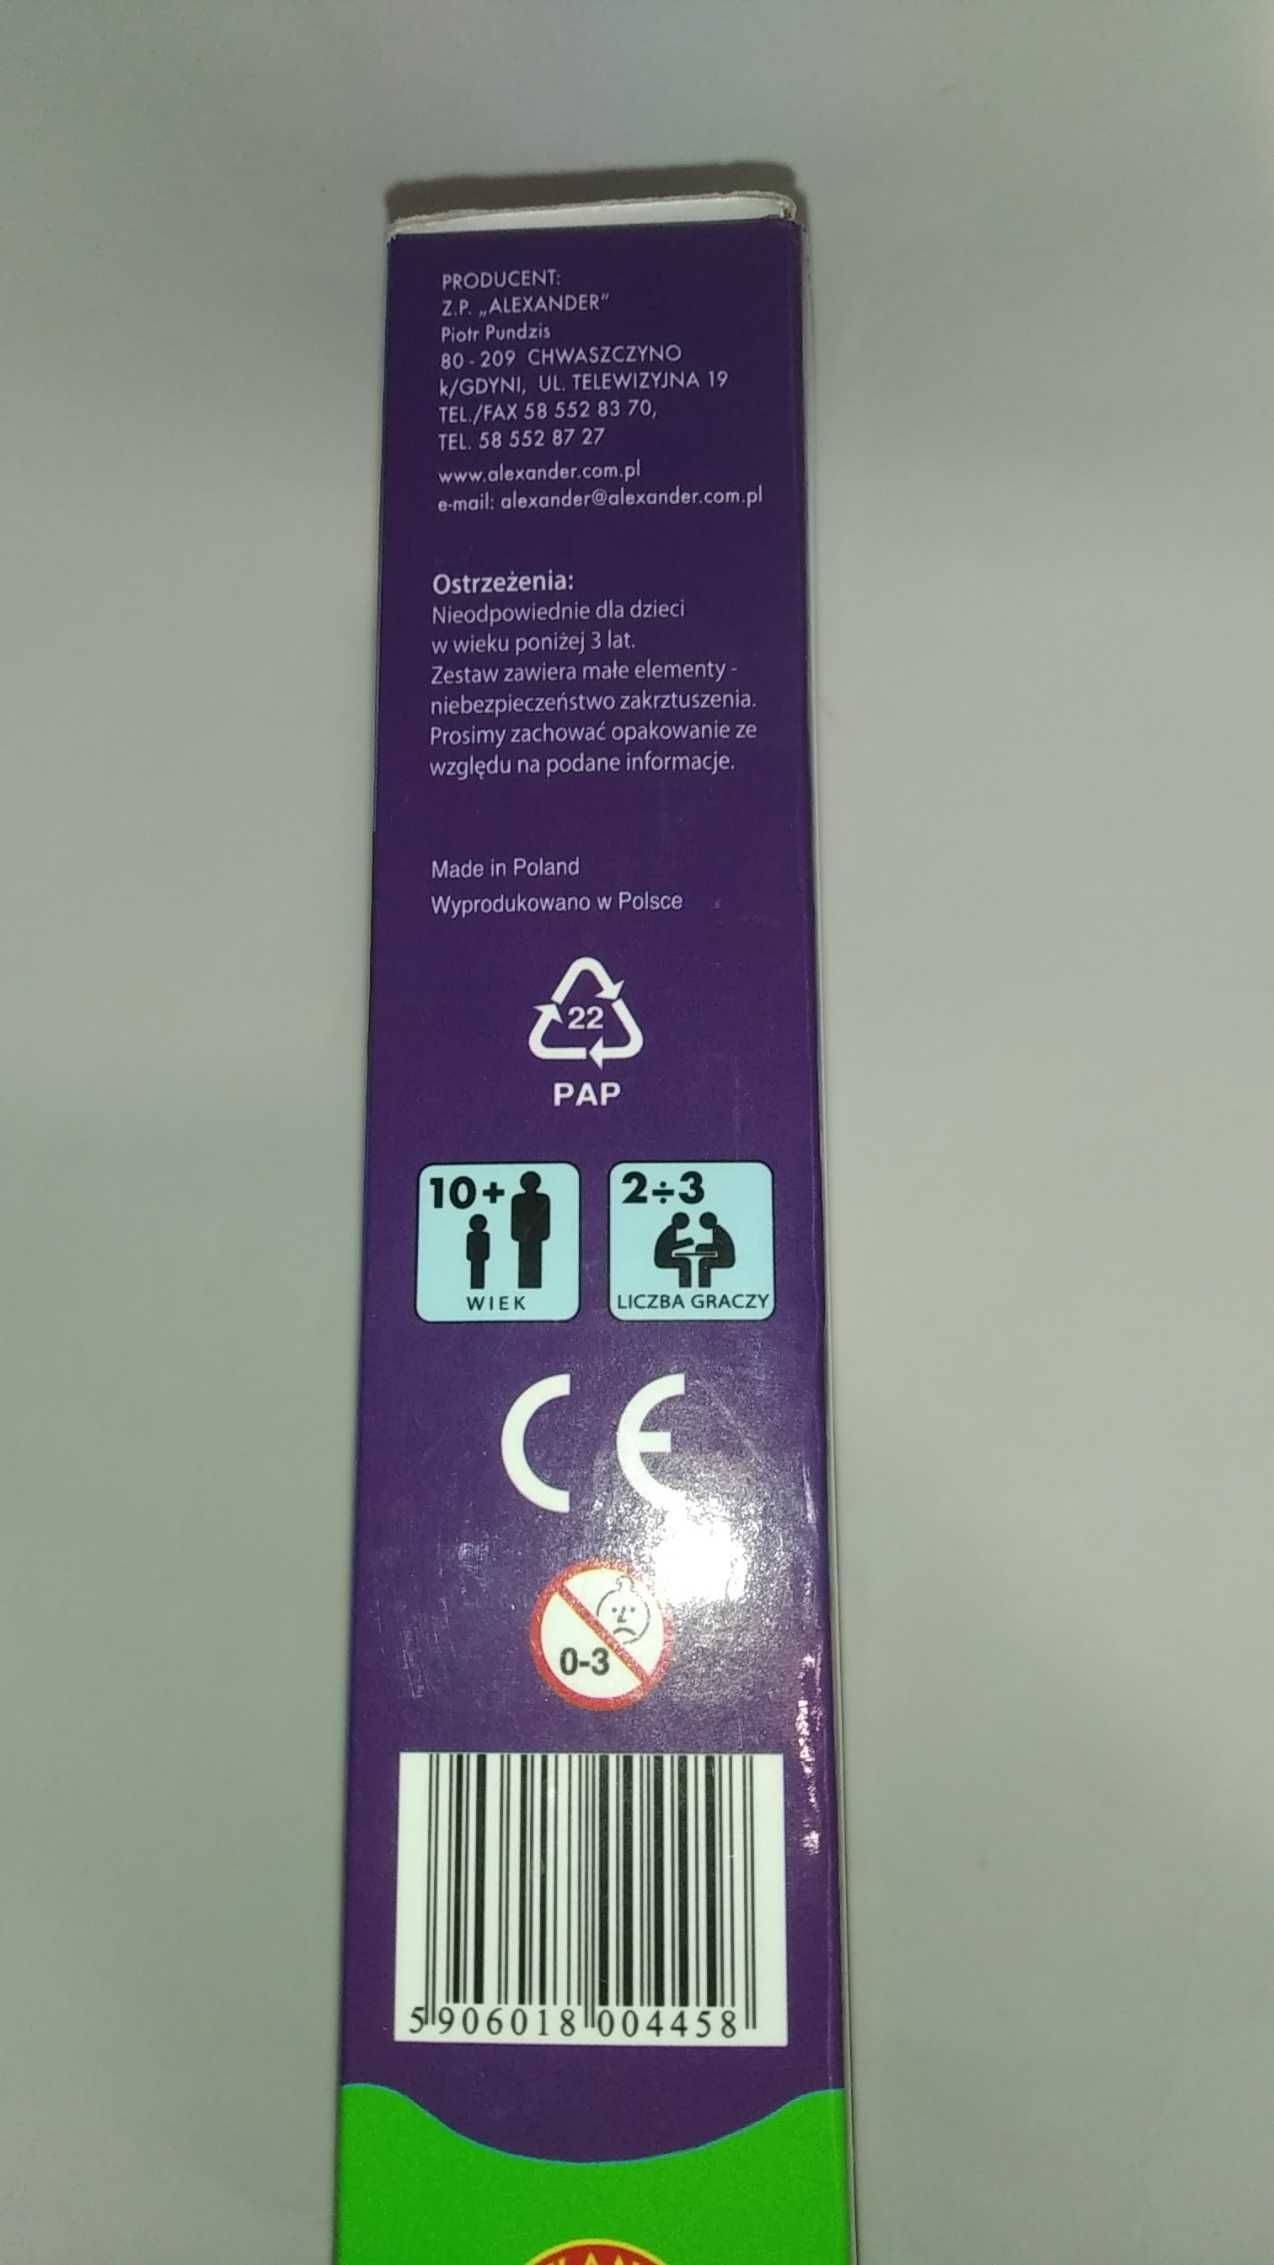 PRODUCENT:
Z.P. „ALEXANDER”
Piotr Pundzis
80 - 209 CHWASZCZYNO
k/GDYNI, UL. TELEWIZYJNA 19
TEL./FAX 58 552 83 70,
TEL. 58 552 87 27
www.alexander.com.pl
e-mail: alexander@alexander.com.pl
Ostrzeżenia:
Nieodpowiednie dla dzieci
w wieku poniżej 3 lat.
Zestaw zawiera małe elementy -
niebezpieczeństwo zakrztuszenia.
Prosimy zachować opakowanie ze
względu na podane informacje.
Made in Poland
Wyprodukowano w Polsce
22
PAP
10+
WIEK
2÷3
LICZBA GRACZY
CE
0-3
5 906018 004458